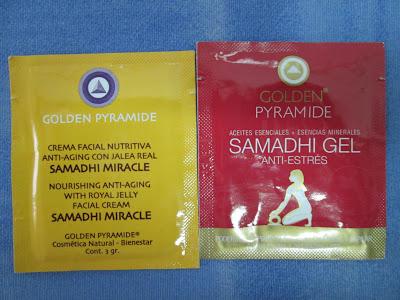 GOLDEN PYRAMIDE
CREMA FACIAL NUTRITIVA
ANTI-AGING CON JALEA REAL
SAMADHI MIRACLE
NOURISHING ANTI-AGING
WITH ROYAL JELLY
FACIAL CREAM
SAMADHI MIRACLE
GOLDEN PYRAMIDE®
Cosmética Natural - Bienestar
Cont. 3 gr.
GOLDEN®
PYRAMIDE
ACEITES ESENCIALES + ESENCIAS MINERALES
SAMADHI GEL
ANTI-ESTRÉS